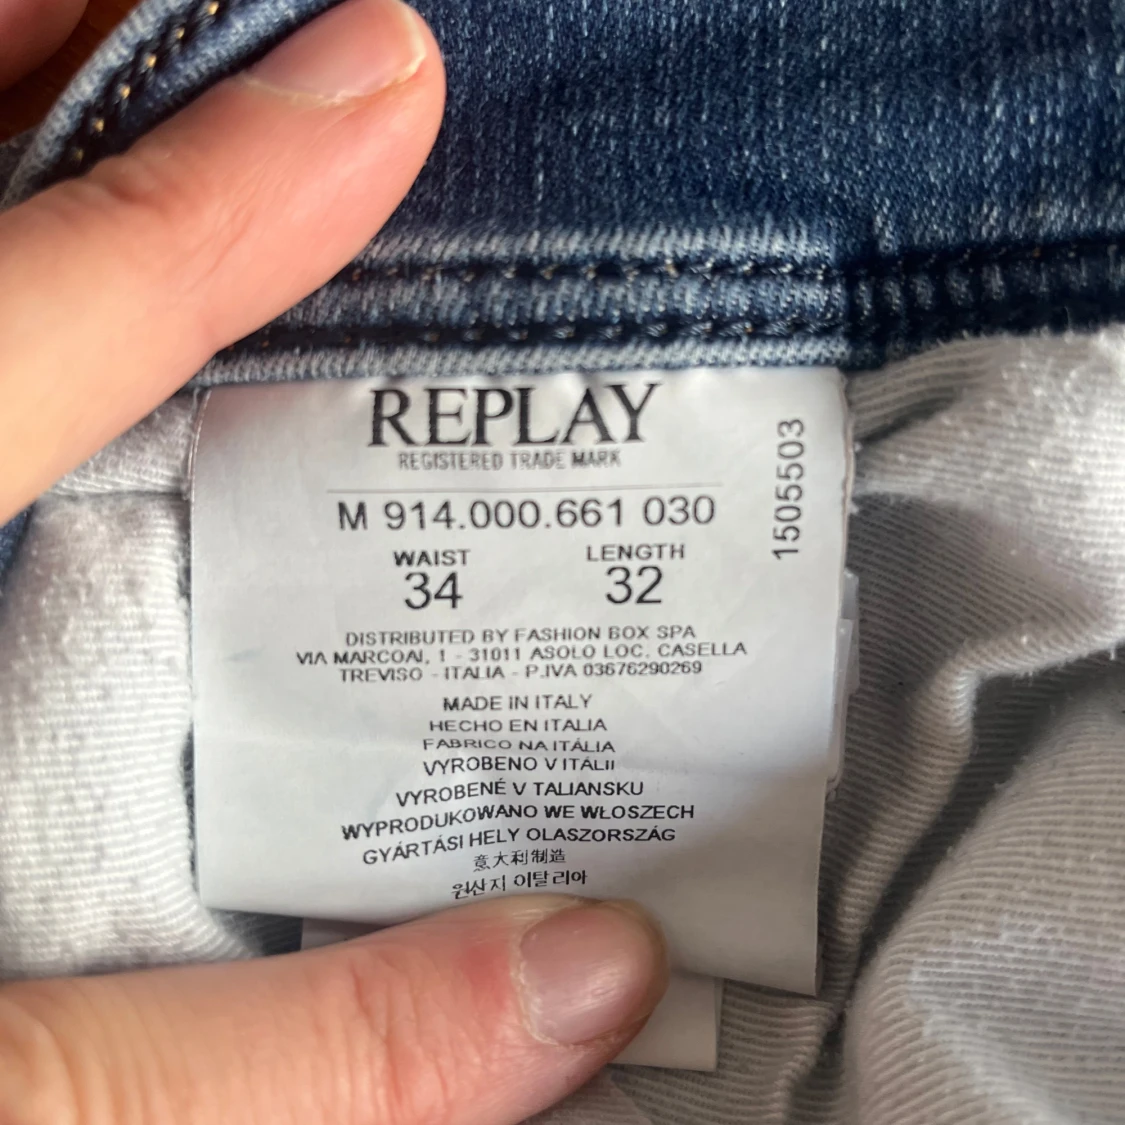 REPLAY
REGISTERED TRADE MARK
M 914.000.661 030
WAIST LENGTH
34 32
DISTRIBUTED BY FASHION BOX SPA
VIA MARCOAI, 1 - 31011 ASOLO LOC. CASELLA
TREVISO - ITALIA - P.IVA 03676290269
MADE IN ITALY
HECHO EN ITALIA
FABRICO NA ITÁLIA
VYROBENO V ITÁLII
VYROBENÉ V TALIANSKU
WYPRODUKOWANO WE WŁOSZECH
GYÁRTÁSI HELY OLASZORSZÁG
意大利制造
원산지 이탈리아
1505503